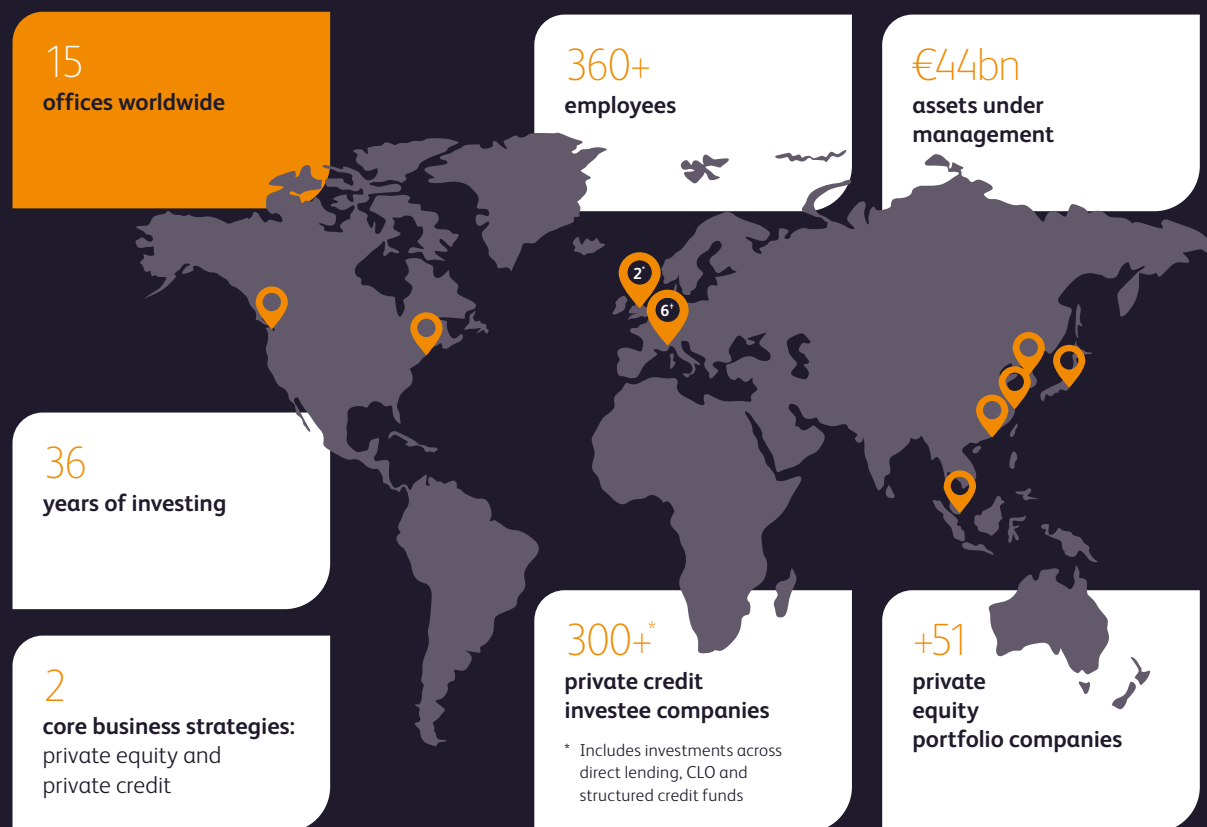 15
offices worldwide
360+
employees
€44bn
assets under
management
2*
6†
36
years of investing
2
core business strategies:
private equity and
private credit
300+*
private credit
investee companies
* Includes investments across
direct lending, CLO and
structured credit funds
+51
private
equity
portfolio companies